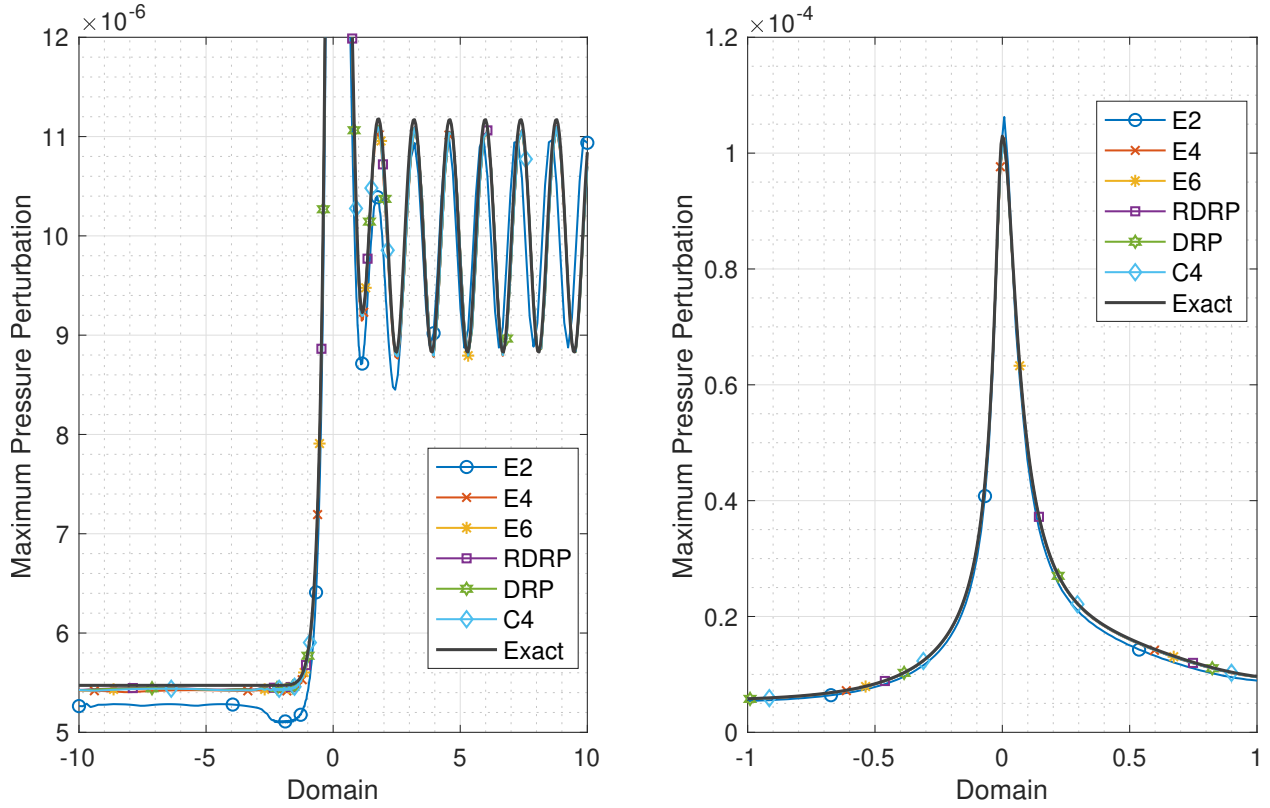 ×10⁻⁶
12
11
10
9
8
7
6
5
-10
-5
0
5
10
Maximum Pressure Perturbation
Domain
E2
E4
E6
RDRP
DRP
C4
Exact
×10⁻⁴
1.2
1
0.8
0.6
0.4
0.2
0
-1
-0.5
0
0.5
1
Maximum Pressure Perturbation
Domain
E2
E4
E6
RDRP
DRP
C4
Exact